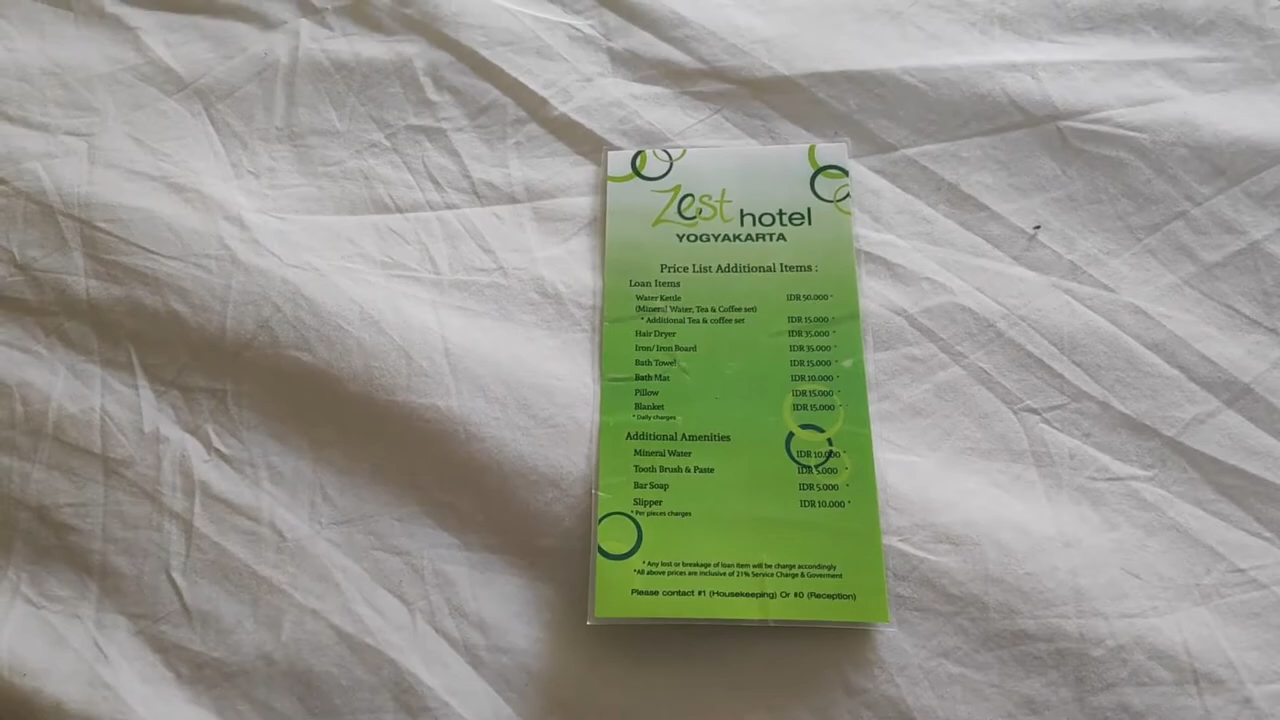 Zest hotel
YOGYAKARTA
Price List Additional Items :
Loan Items
Water Kettle IDR 50.000 *
(Mineral Water, Tea & Coffee set)
* Additional Tea & coffee set IDR 15.000 *
Hair Dryer IDR 35.000 *
Iron/ Iron Board IDR 35.000 *
Bath Towel IDR 15.000 *
Bath Mat IDR 10.000 *
Pillow IDR 15.000 *
Blanket IDR 15.000 *
* Daily charges
Additional Amenities
Mineral Water IDR 10.000 *
Tooth Brush & Paste IDR 5.000 *
Bar Soap IDR 5.000 *
Slipper IDR 10.000 *
* Per pieces charges
* Any lost or breakage of loan item will be charge accondingly
*All above prices are inclusive of 21% Service Charge & Goverment
Please contact #1 (Housekeeping) Or #0 (Reception)